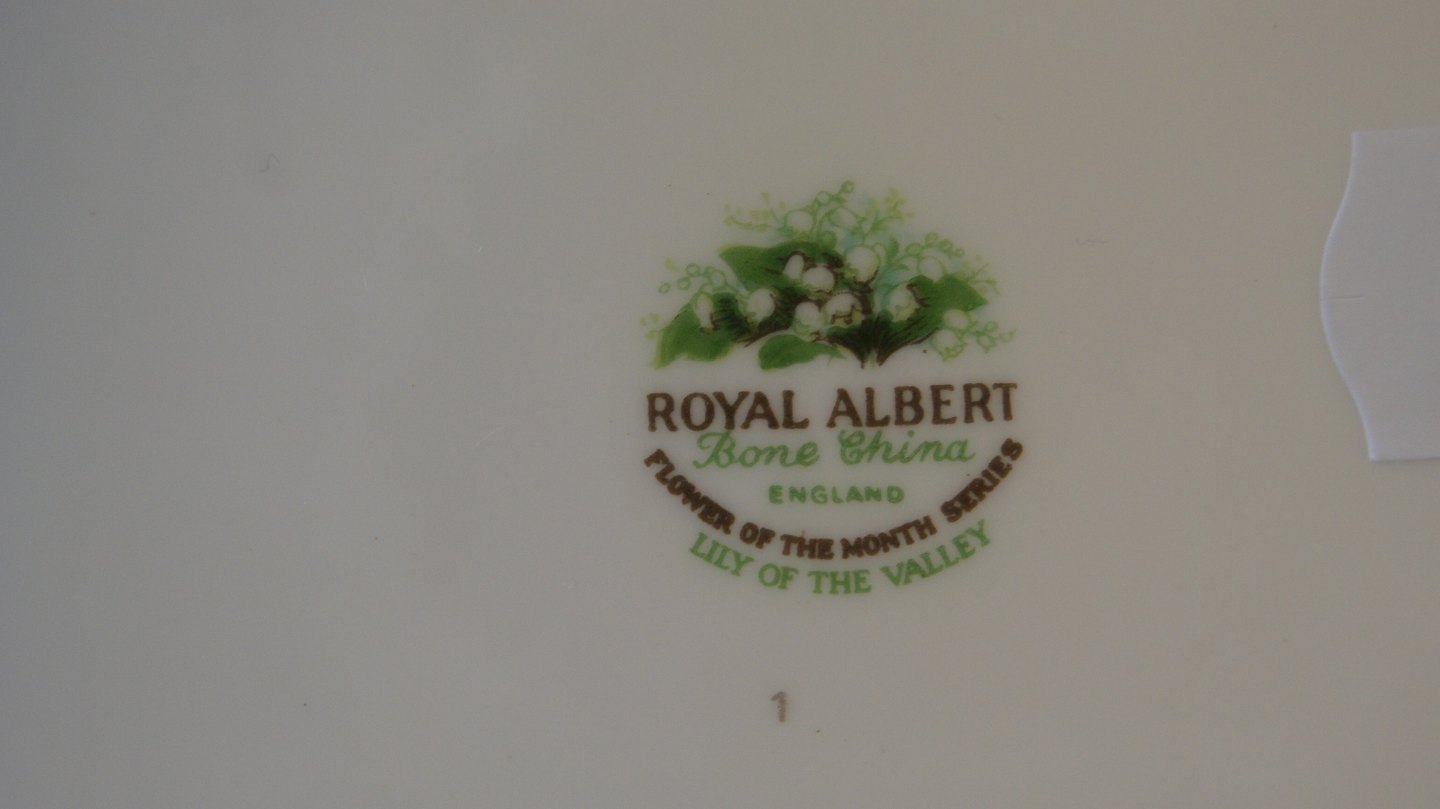 ROYAL ALBERT
Bone China
ENGLAND
FLOWER OF THE MONTH SERIES
LILY OF THE VALLEY
1